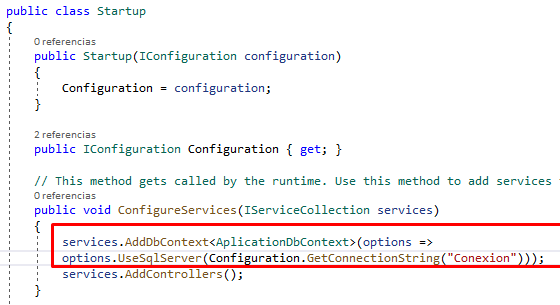 public class Startup
{
0 referencias
public Startup(IConfiguration configuration)
{
Configuration = configuration;
}
2 referencias
public IConfiguration Configuration { get; }
// This method gets called by the runtime. Use this method to add services
0 referencias
public void ConfigureServices(IServiceCollection services)
{
services.AddDbContext<AplicationDbContext>(options =>
options.UseSqlServer(Configuration.GetConnectionString("Conexion")));
services.AddControllers();
}